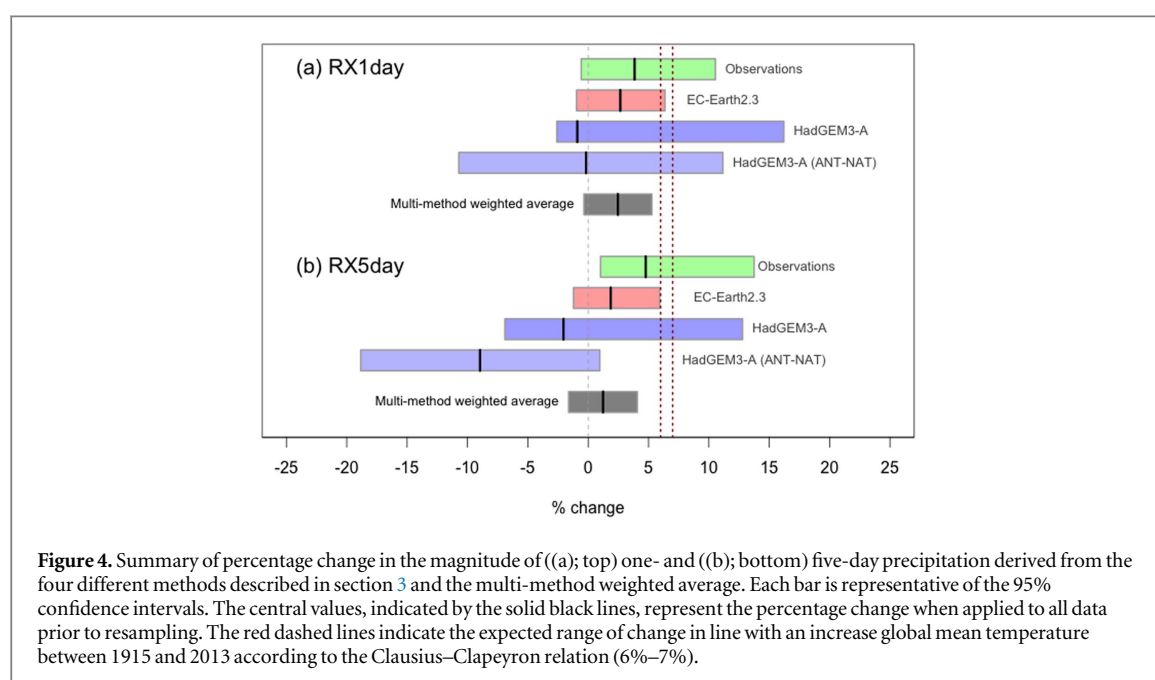 (a) RX1day
Observations
EC-Earth2.3
HadGEM3-A
HadGEM3-A (ANT-NAT)
Multi-method weighted average
(b) RX5day
Observations
EC-Earth2.3
HadGEM3-A
HadGEM3-A (ANT-NAT)
Multi-method weighted average
-25 -20 -15 -10 -5 0 5 10 15 20 25
% change
Figure 4. Summary of percentage change in the magnitude of ((a); top) one- and ((b); bottom) five-day precipitation derived from the
four different methods described in section 3 and the multi-method weighted average. Each bar is representative of the 95%
confidence intervals. The central values, indicated by the solid black lines, represent the percentage change when applied to all data
prior to resampling. The red dashed lines indicate the expected range of change in line with an increase global mean temperature
between 1915 and 2013 according to the Clausius–Clapeyron relation (6%–7%).